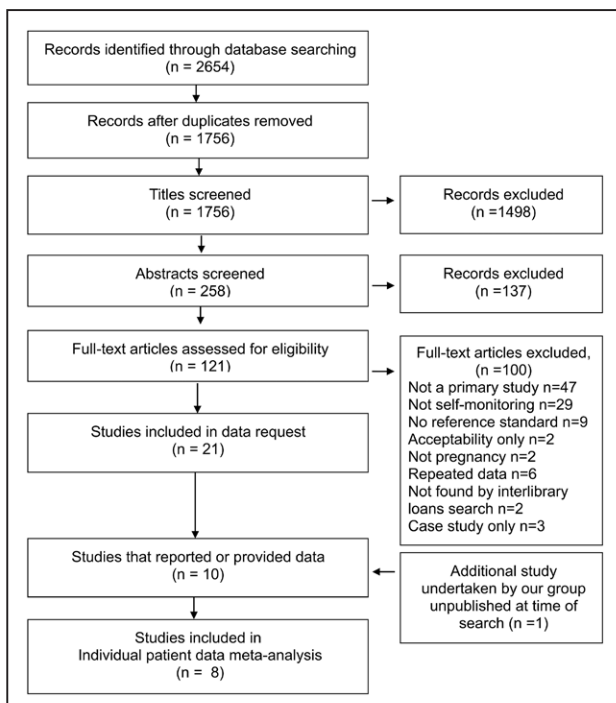 Records identified through database searching
(n = 2654)
Records after duplicates removed
(n = 1756)
Titles screened
(n = 1756)
Records excluded
(n =1498)
Abstracts screened
(n = 258)
Records excluded
(n =137)
Full-text articles assessed for eligibility
(n = 121)
Full-text articles excluded,
(n =100)
Not a primary study n=47
Not self-monitoring n=29
No reference standard n=9
Acceptability only n=2
Not pregnancy n=2
Repeated data n=6
Not found by interlibrary
loans search n=2
Case study only n=3
Studies included in data request
(n = 21)
Studies that reported or provided data
(n = 10)
Additional study
undertaken by our group
unpublished at time of
search (n =1)
Studies included in
Individual patient data meta-analysis
(n = 8)